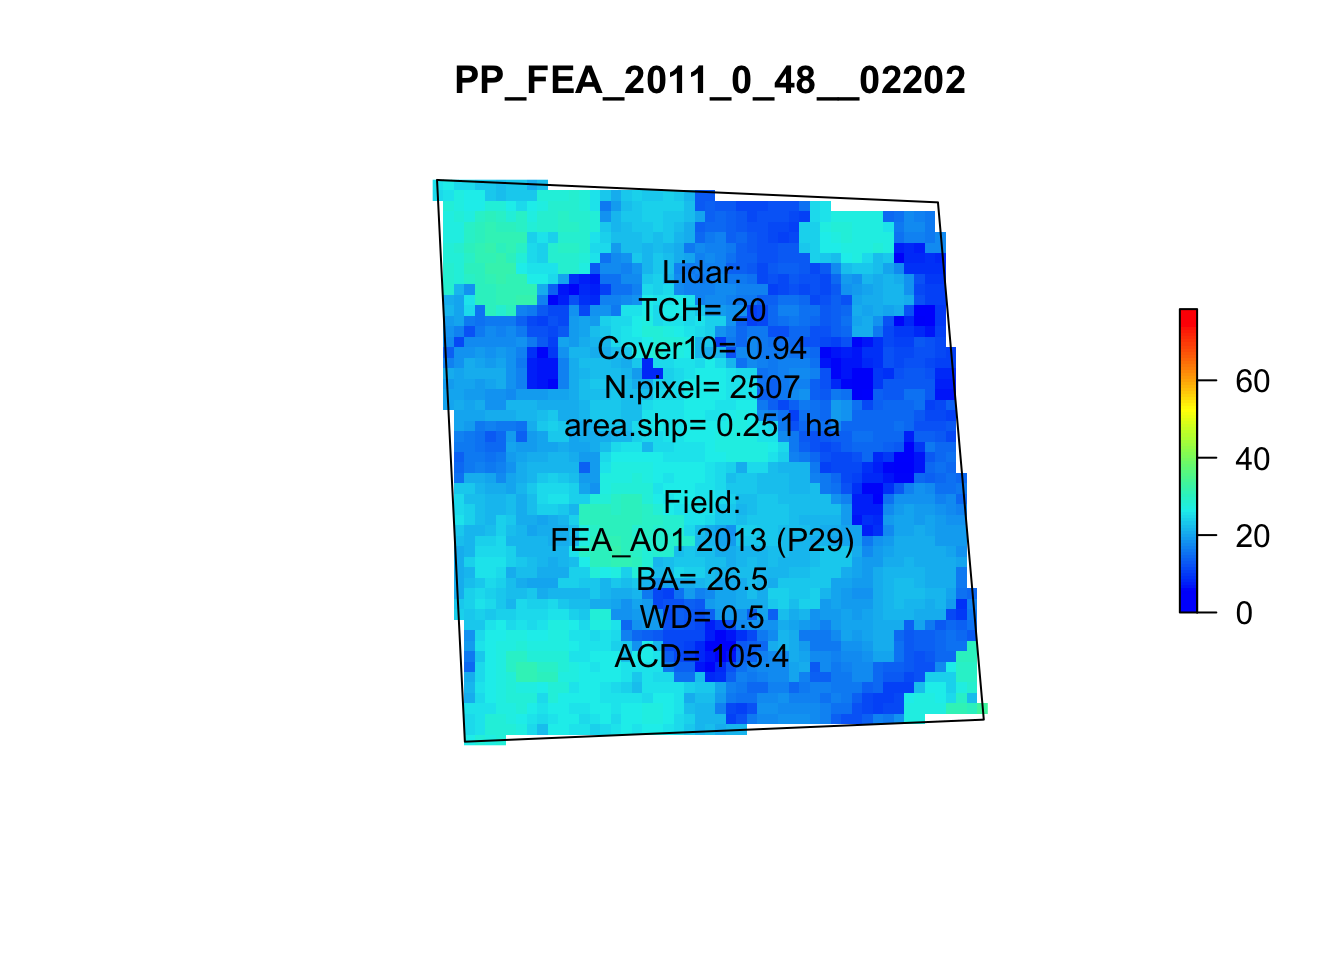 PP_FEA_2011_0_48__02202
Lidar:
TCH= 20
Cover10= 0.94
N.pixel= 2507
area.shp= 0.251 ha
Field:
FEA_A01 2013 (P29)
BA= 26.5
WD= 0.5
ACD= 105.4
60
40
20
0